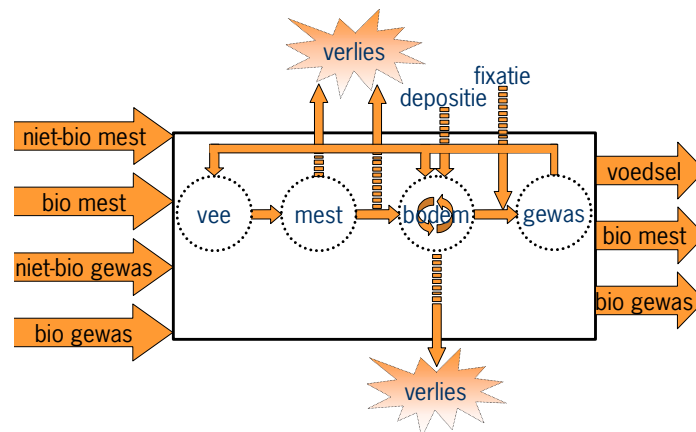 verlies
fixatie
depositie
niet-bio mest
bio mest
niet-bio gewas
bio gewas
vee
mest
bodem
gewas
voedsel
bio mest
bio gewas
verlies